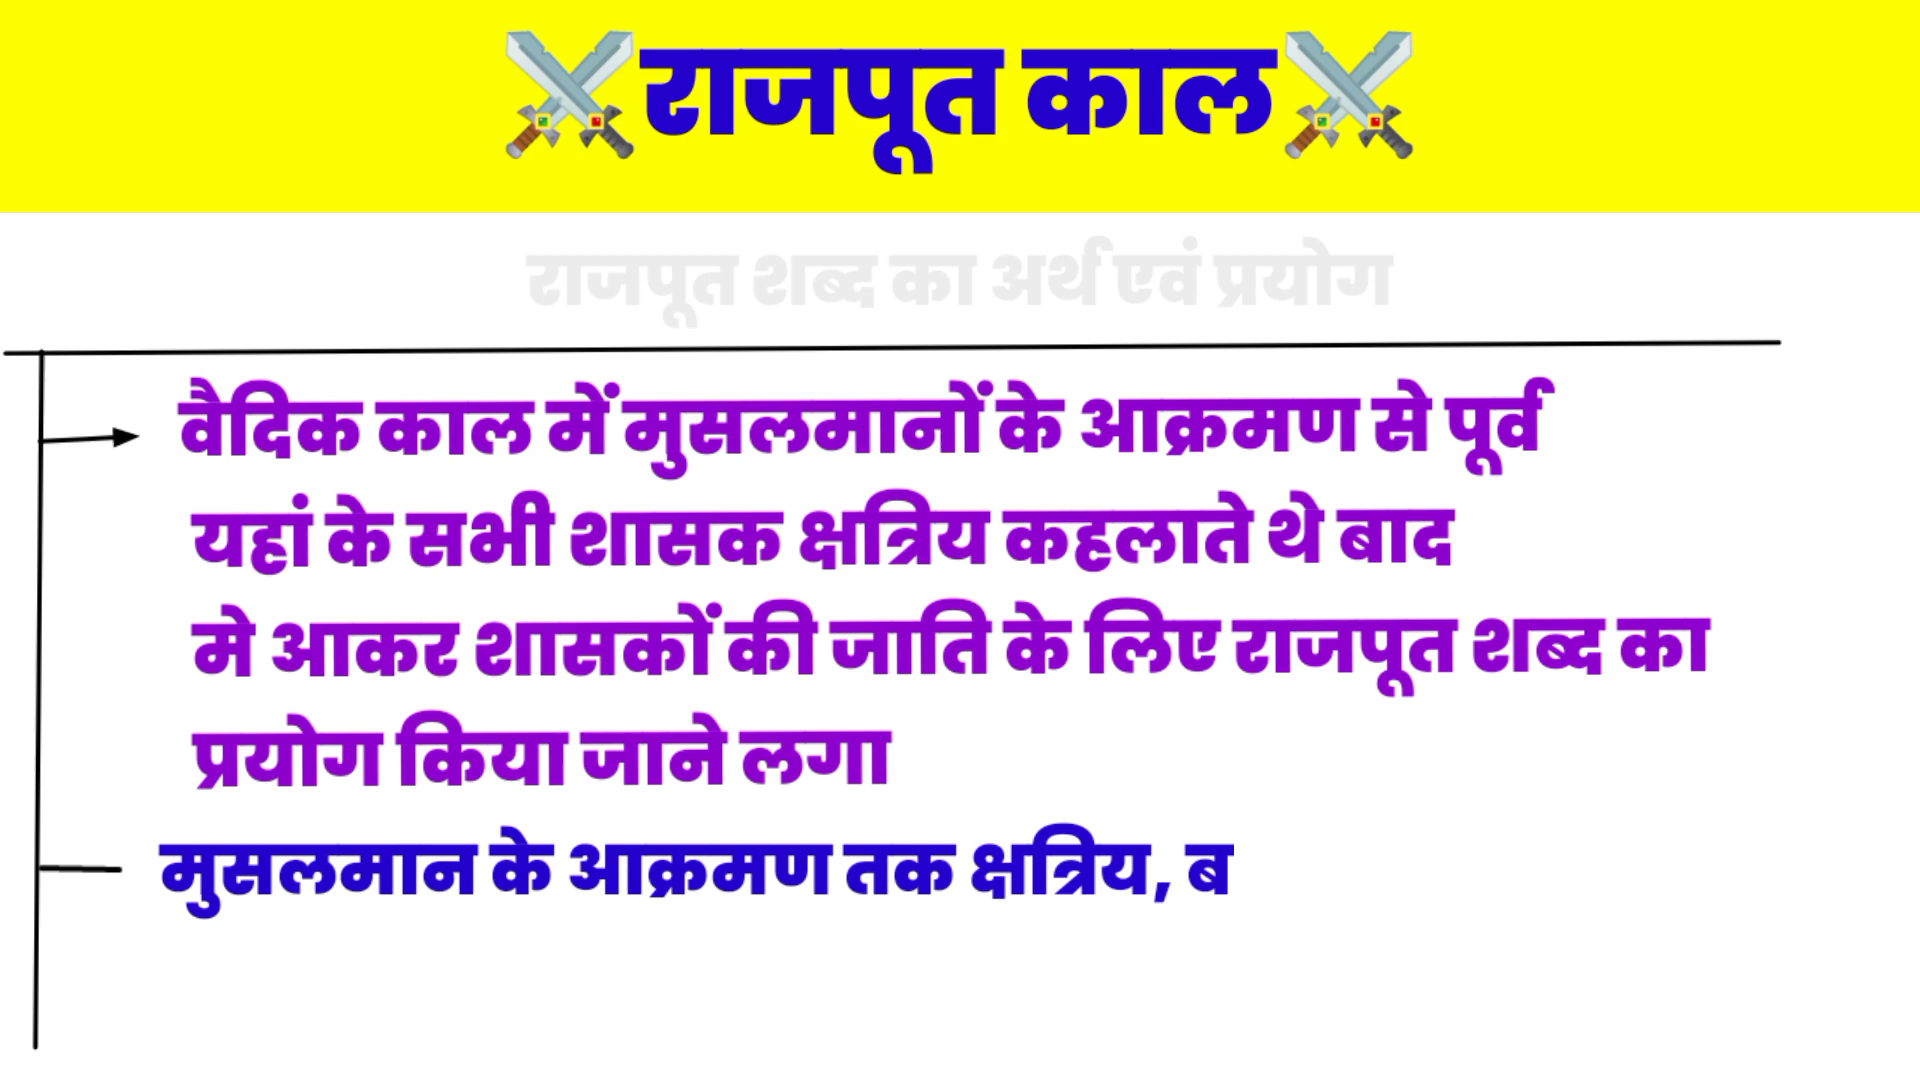 ⚔️राजपूत काल⚔️
राजपूत शब्द का अर्थ एवं प्रयोग
वैदिक काल में मुसलमानों के आक्रमण से पूर्व
यहां के सभी शासक क्षत्रिय कहलाते थे बाद
मे आकर शासकों की जाति के लिए राजपूत शब्द का
प्रयोग किया जाने लगा
मुसलमान के आक्रमण तक क्षत्रिय, ब